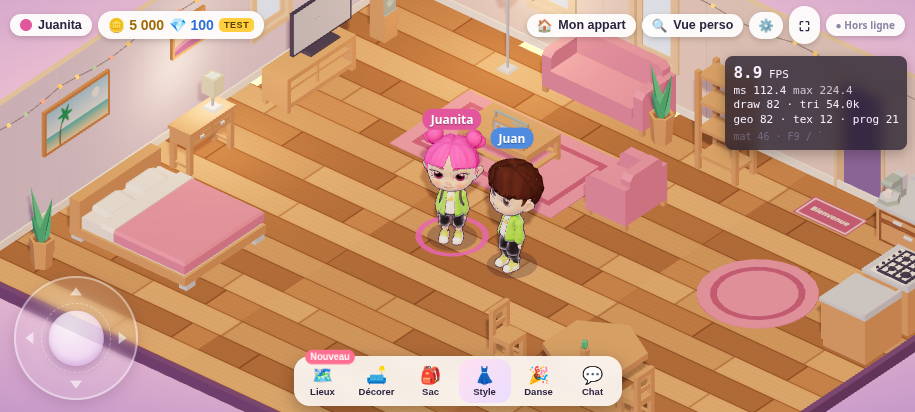 Juanita
5 000
100
TEST
Mon appart
Vue perso
Hors ligne
8.9 FPS
ms 112.4 max 224.4
draw 82 · tri 54.0k
geo 82 · tex 12 · prog 21
mat 46 · F9 / `
Juanita
Juan
Bienvenue
Nouveau
Lieux
Décorer
Sac
Style
Danse
Chat